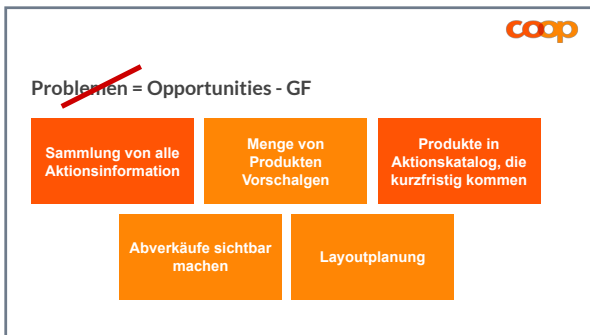 coop
Problemen = Opportunities - GF
Sammlung von alle
Aktionsinformation
Menge von
Produkten
Vorschalgen
Produkte in
Aktionskatalog, die
kurzfristig kommen
Abverkäufe sichtbar
machen
Layoutplanung